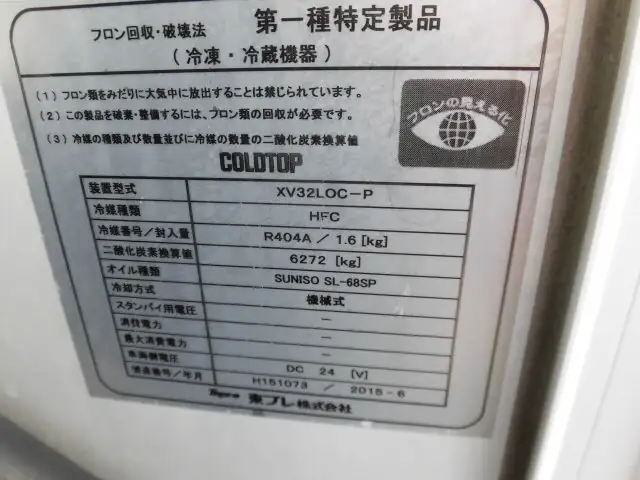 フロン回収・破壊法 第一種特定製品
(冷凍・冷蔵機器)
(1) フロン類をみだりに大気中に放出することは禁じられています。
(2) この製品を廃棄・整備するには、フロン類の回収が必要です。
(3) 冷媒の種類及び数量並びに冷媒の数量の二酸化炭素換算値
フロンの見える化
COLDTOP
装置型式 XV32LOC-P
冷媒種類 HFC
冷媒番号/封入量 R404A / 1.6 [kg]
二酸化炭素換算値 6272 [kg]
オイル種類 SUNISO SL-68SP
冷却方式 機械式
スタンバイ用電圧 -
消費電力 -
最大消費電力 -
車両側電圧 DC 24 [V]
製造番号/年月 H151073 / 2015-6
東プレ株式会社